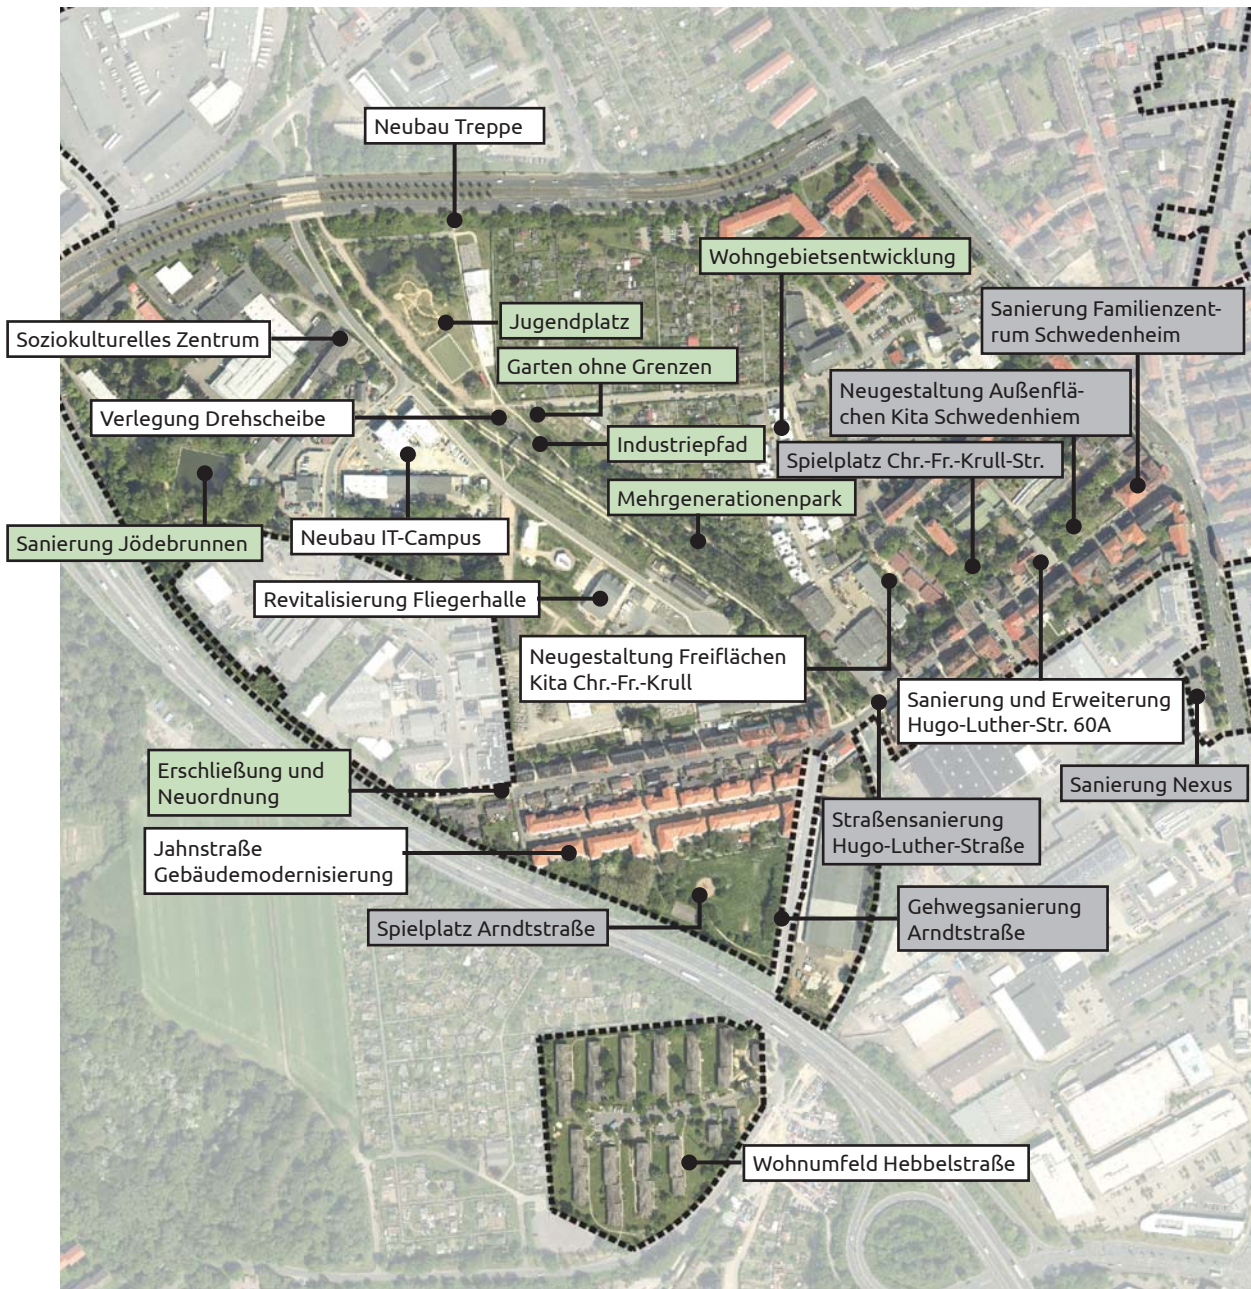 Neubau Treppe
Wohngebietsentwicklung
Sanierung Familienzent-
rum Schwedenheim
Jugendplatz
Soziokulturelles Zentrum
Garten ohne Grenzen
Neugestaltung Außenflä-
chen Kita Schwedenhiem
Verlegung Drehscheibe
Industriepfad
Spielplatz Chr.-Fr.-Krull-Str.
Mehrgenerationenpark
Sanierung Jödebrunnen
Neubau IT-Campus
Revitalisierung Fliegerhalle
Neugestaltung Freiflächen
Kita Chr.-Fr.-Krull
Sanierung und Erweiterung
Hugo-Luther-Str. 60A
Erschließung und
Neuordnung
Sanierung Nexus
Straßensanierung
Hugo-Luther-Straße
Jahnstraße
Gebäudemodernisierung
Spielplatz Arndtstraße
Gehwegsanierung
Arndtstraße
Wohnumfeld Hebbelstraße